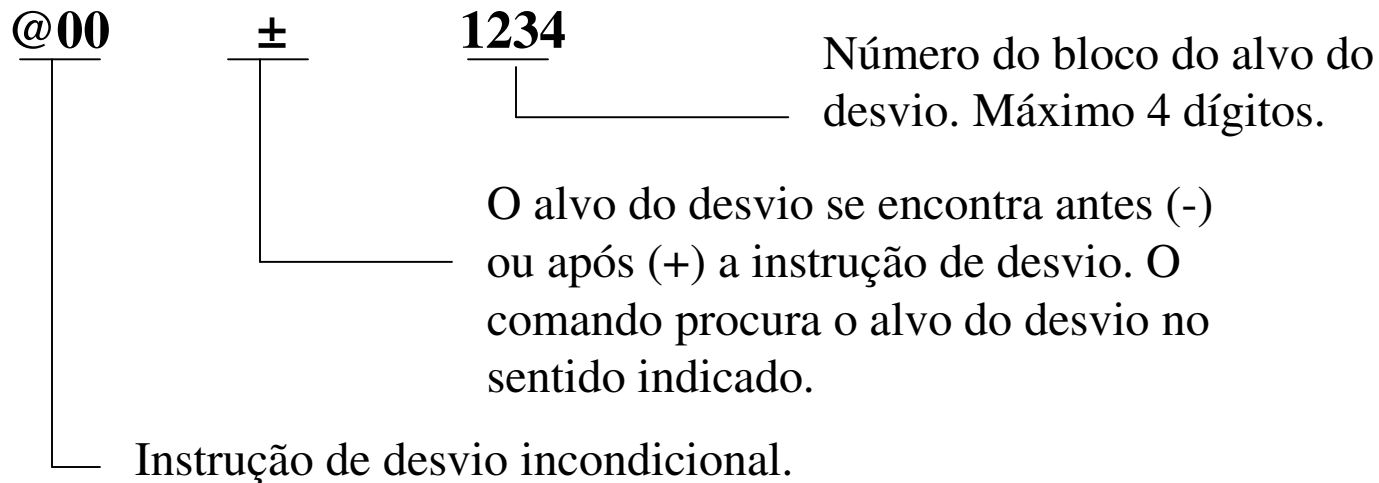 @00 ± 1234
Número do bloco do alvo do
desvio. Máximo 4 dígitos.
O alvo do desvio se encontra antes (-)
ou após (+) a instrução de desvio. O
comando procura o alvo do desvio no
sentido indicado.
Instrução de desvio incondicional.